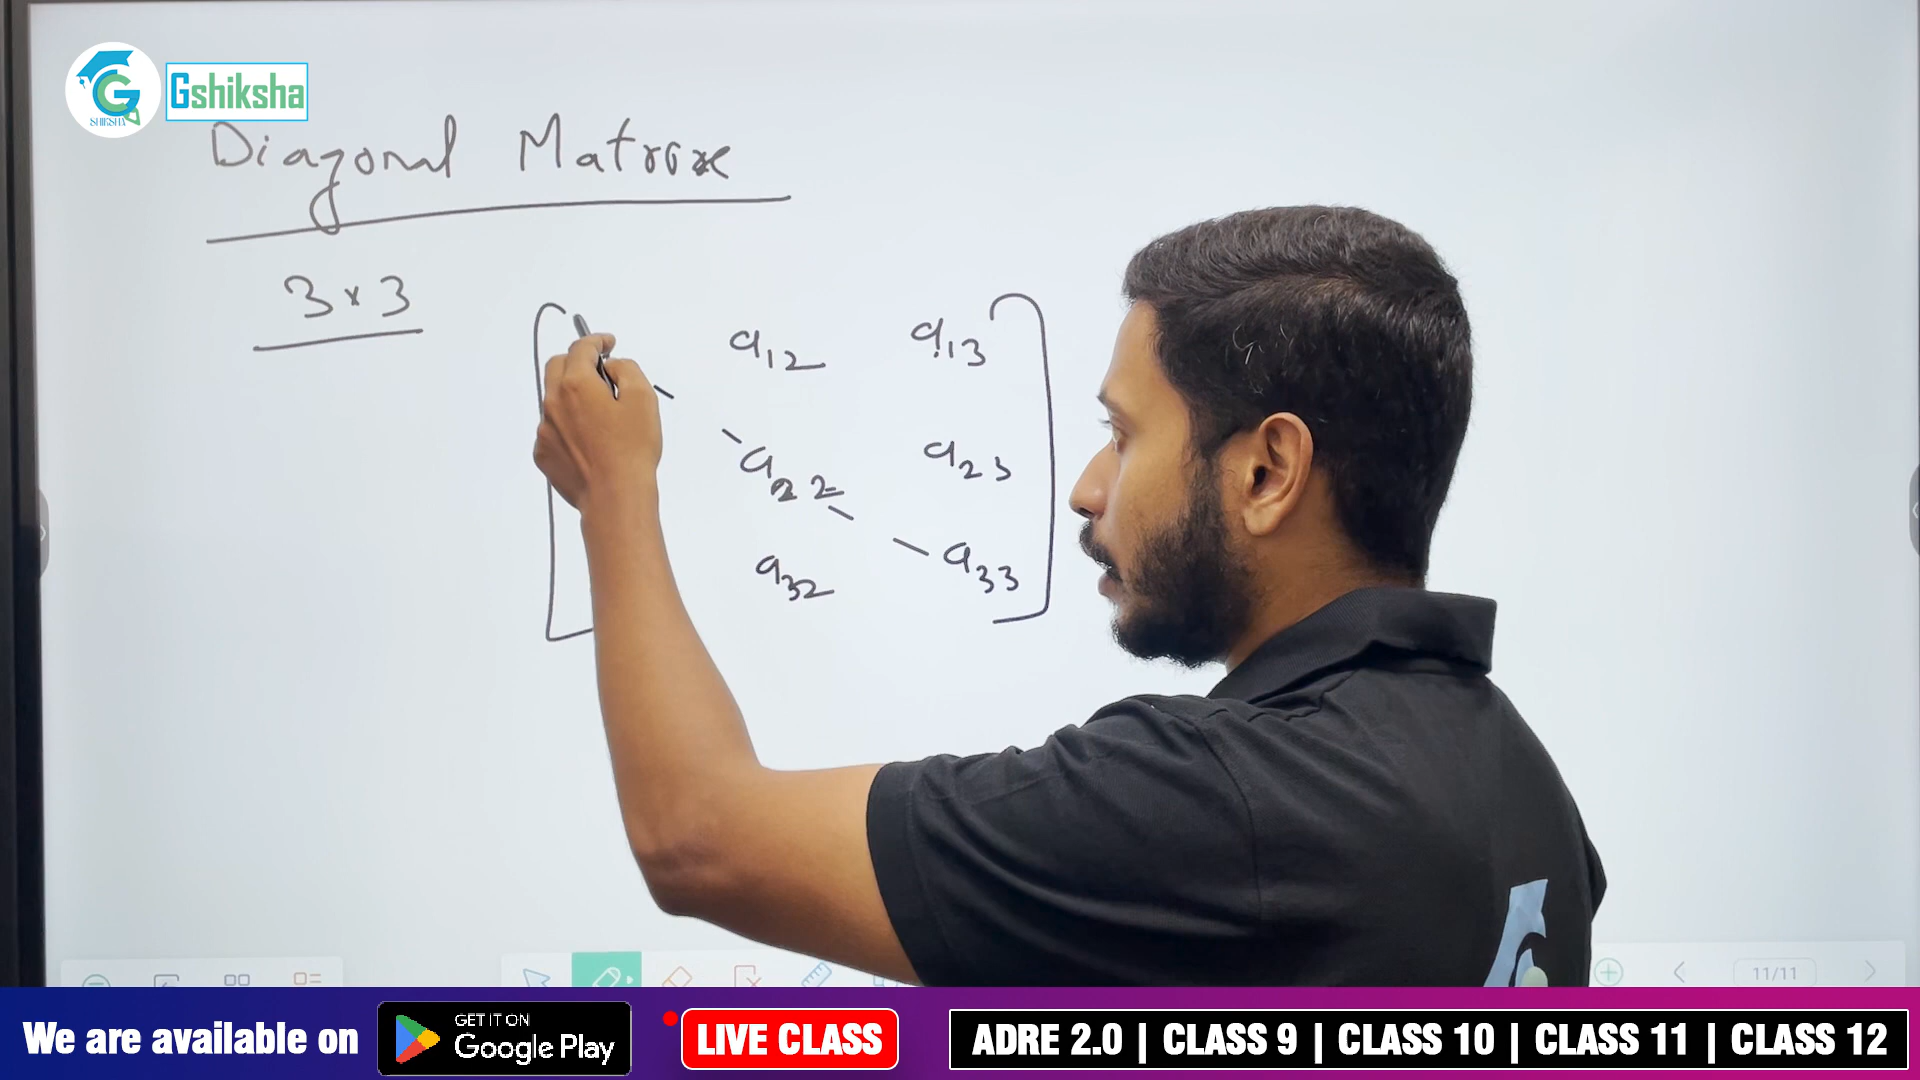 Gshiksha
SHIKSHA
Diagonal Matrix
3 × 3
a12 a13
a22 a23
a32 a33
11/11
We are available on
GET IT ON
Google Play
LIVE CLASS
ADRE 2.0 | CLASS 9 | CLASS 10 | CLASS 11 | CLASS 12